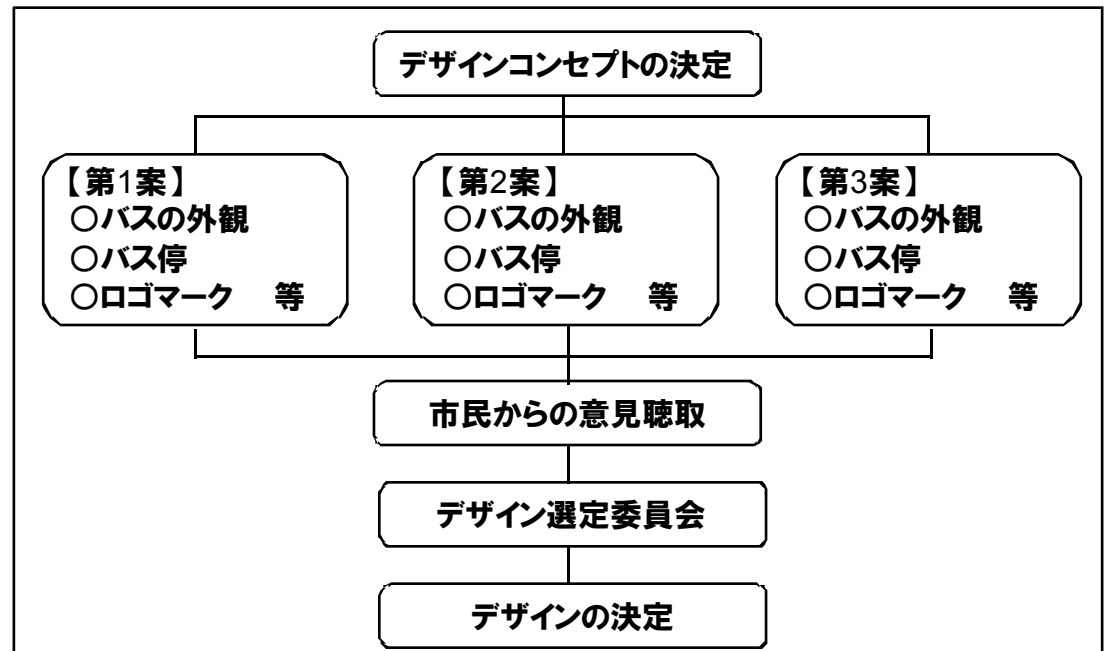 デザインコンセプトの決定
【第1案】
○バスの外観
○バス停
○ロゴマーク 等
【第2案】
○バスの外観
○バス停
○ロゴマーク 等
【第3案】
○バスの外観
○バス停
○ロゴマーク 等
市民からの意見聴取
デザイン選定委員会
デザインの決定